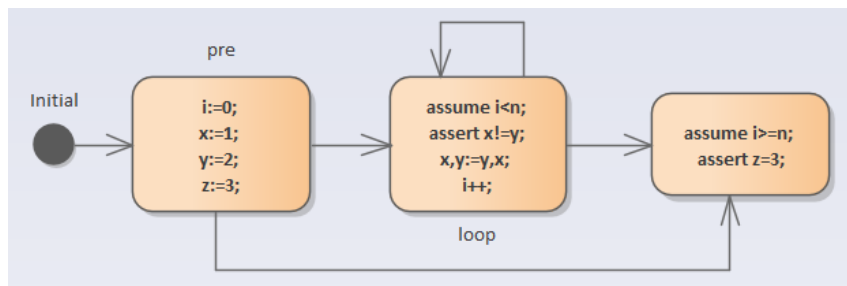 pre
Initial
i:=0;
x:=1;
y:=2;
z:=3;
assume i<n;
assert x!=y;
x,y:=y,x;
i++;
loop
assume i>=n;
assert z=3;